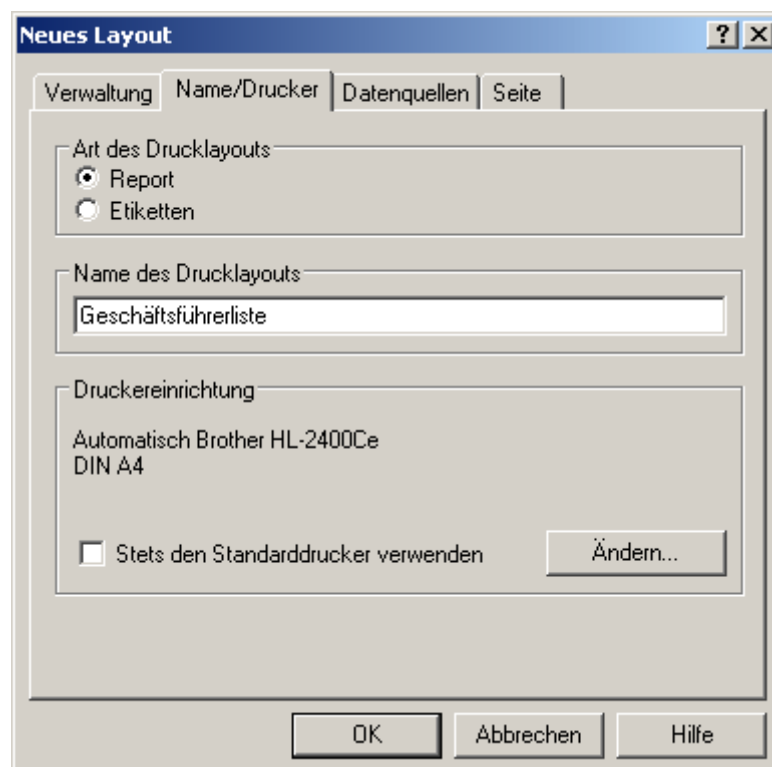 Neues Layout
Verwaltung Name/Drucker Datenquellen Seite
Art des Drucklayouts
Report
Etiketten
Name des Drucklayouts
Geschäftsführerliste
Druckereinrichtung
Automatisch Brother HL-2400Ce
DIN A4
Stets den Standarddrucker verwenden Ändern...
OK Abbrechen Hilfe